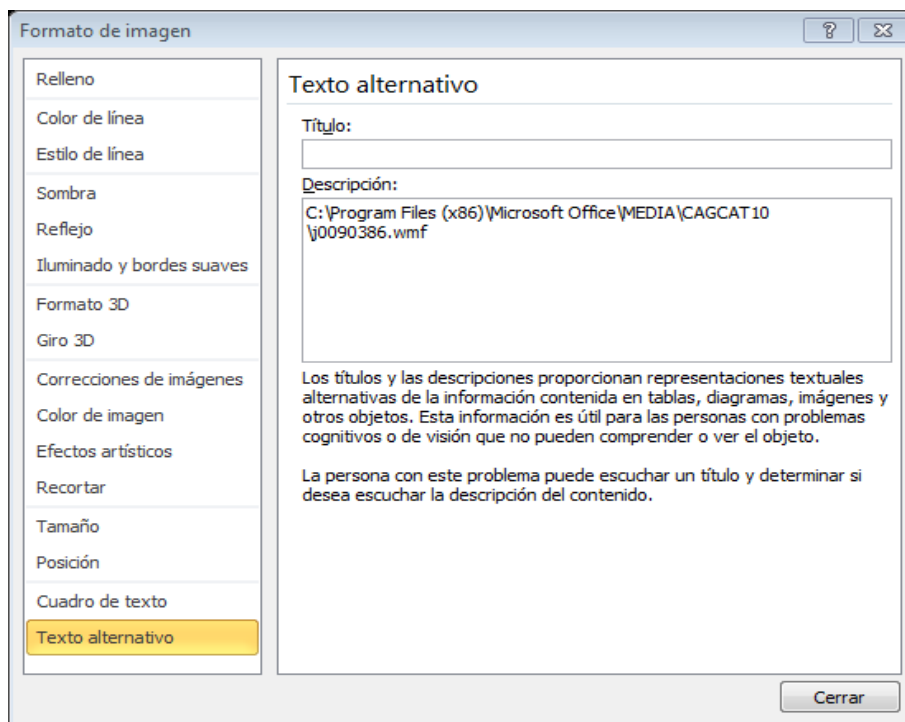 Formato de imagen
Relleno
Color de línea
Estilo de línea
Sombra
Reflejo
Iluminado y bordes suaves
Formato 3D
Giro 3D
Correcciones de imágenes
Color de imagen
Efectos artísticos
Recortar
Tamaño
Posición
Cuadro de texto
Texto alternativo
Texto alternativo
Título:
Descripción:
C:\Program Files (x86)\Microsoft Office\MEDIA\CAGCAT10
\j0090386.wmf
Los títulos y las descripciones proporcionan representaciones textuales
alternativas de la información contenida en tablas, diagramas, imágenes y
otros objetos. Esta información es útil para las personas con problemas
cognitivos o de visión que no pueden comprender o ver el objeto.
La persona con este problema puede escuchar un título y determinar si
desea escuchar la descripción del contenido.
Cerrar